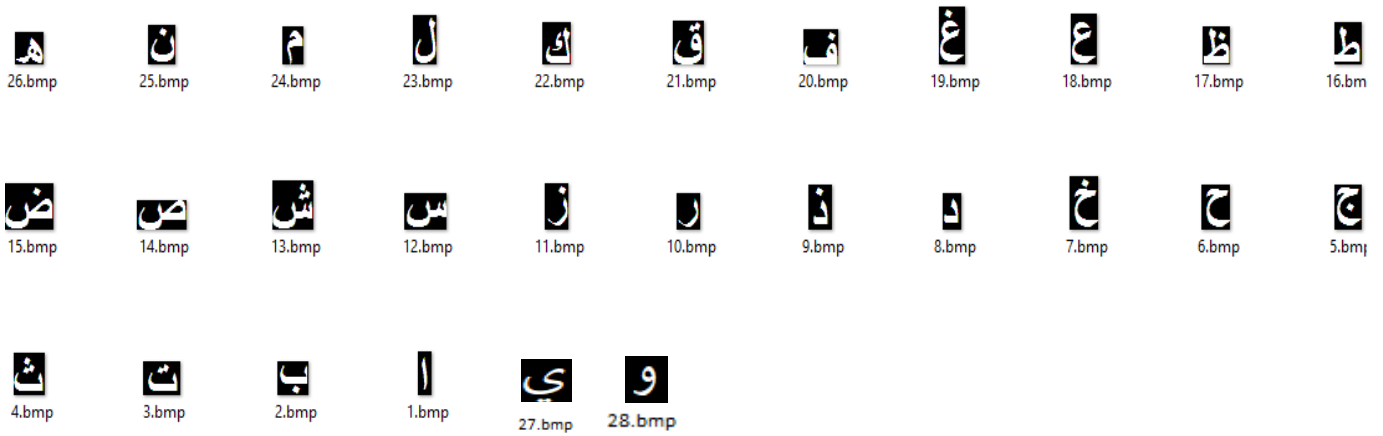 ه ن م ل ك ق ف غ ع ظ ط
26.bmp 25.bmp 24.bmp 23.bmp 22.bmp 21.bmp 20.bmp 19.bmp 18.bmp 17.bmp 16.bm
ض ص ش س ز ر ذ د خ ح ج
15.bmp 14.bmp 13.bmp 12.bmp 11.bmp 10.bmp 9.bmp 8.bmp 7.bmp 6.bmp 5.bmp
ث ت ب ا ي و
4.bmp 3.bmp 2.bmp 1.bmp 27.bmp 28.bmp